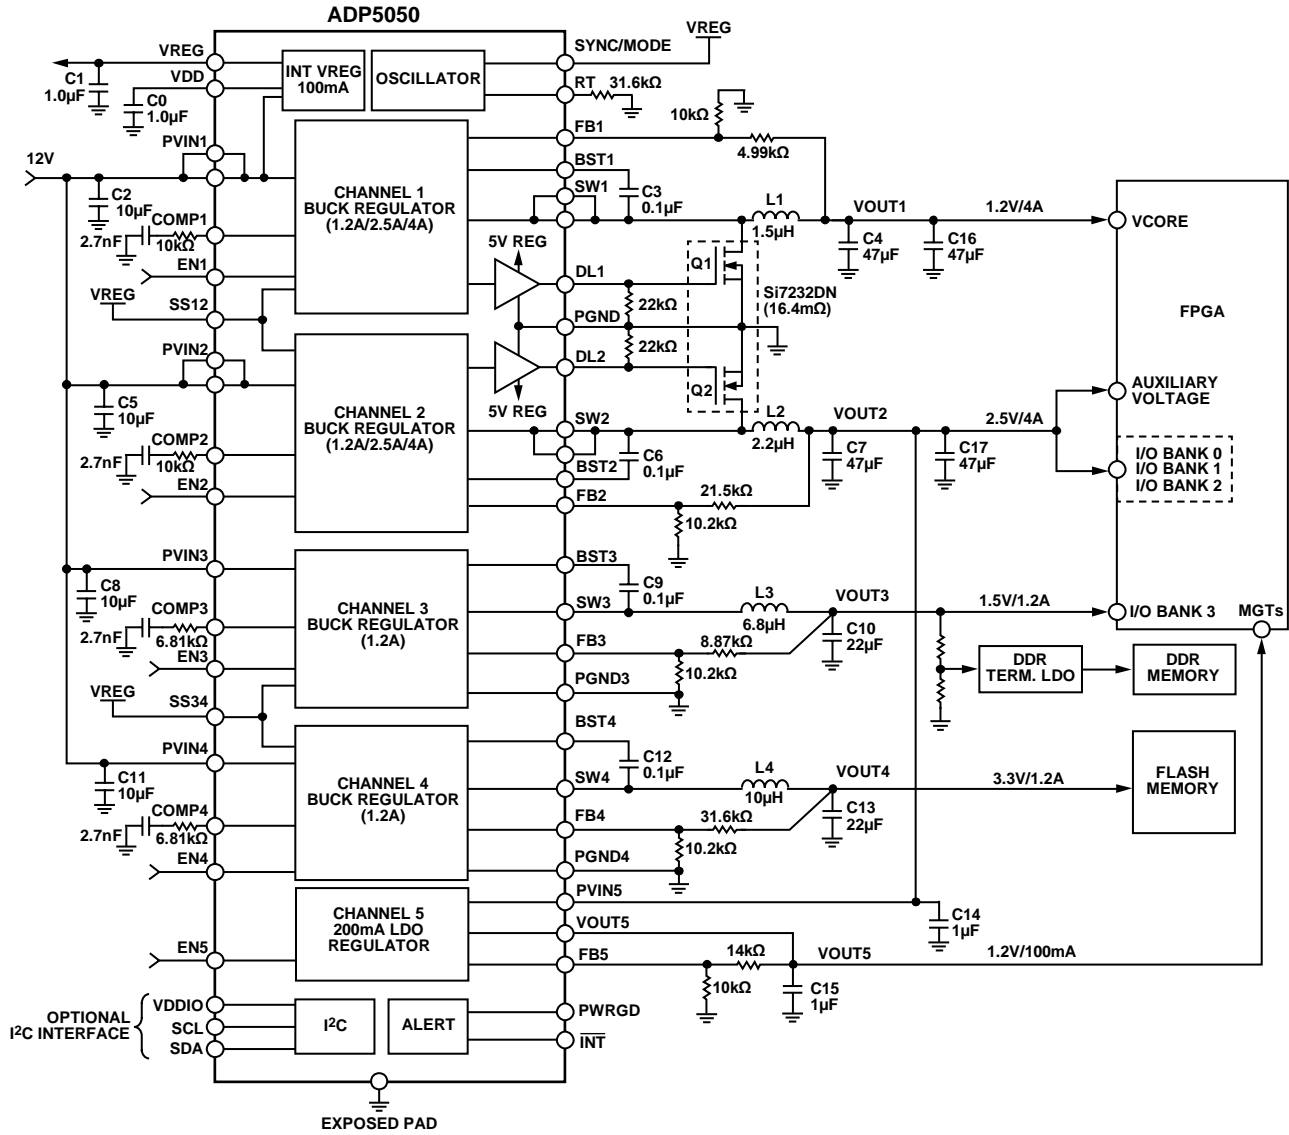 ADP5050
VREG
SYNC/MODE
VREG
C1
1.0µF
VDD
C0
1.0µF
INT VREG
100mA
OSCILLATOR
RT
31.6kΩ
FB1
10kΩ
4.99kΩ
PVIN1
12V
C2
10µF
COMP1
2.7nF
10kΩ
EN1
VREG
SS12
CHANNEL 1
BUCK REGULATOR
(1.2A/2.5A/4A)
BST1
SW1
C3
0.1µF
L1
1.5µH
VOUT1
1.2V/4A
C4
47µF
C16
47µF
VCORE
5V REG
DL1
22kΩ
PGND
22kΩ
DL2
5V REG
Q1
Si7232DN
(16.4mΩ)
Q2
FPGA
PVIN2
C5
10µF
COMP2
2.7nF
10kΩ
EN2
CHANNEL 2
BUCK REGULATOR
(1.2A/2.5A/4A)
SW2
BST2
C6
0.1µF
FB2
L2
2.2µH
VOUT2
2.5V/4A
C7
47µF
C17
47µF
21.5kΩ
10.2kΩ
AUXILIARY
VOLTAGE
I/O BANK 0
I/O BANK 1
I/O BANK 2
PVIN3
C8
10µF
COMP3
2.7nF
6.81kΩ
EN3
VREG
SS34
CHANNEL 3
BUCK REGULATOR
(1.2A)
BST3
C9
0.1µF
SW3
FB3
PGND3
L3
6.8µH
8.87kΩ
10.2kΩ
VOUT3
C10
22µF
1.5V/1.2A
I/O BANK 3
MGTs
DDR
TERM. LDO
DDR
MEMORY
PVIN4
C11
10µF
COMP4
2.7nF
6.81kΩ
EN4
CHANNEL 4
BUCK REGULATOR
(1.2A)
BST4
C12
0.1µF
SW4
FB4
PGND4
L4
10µH
31.6kΩ
10.2kΩ
VOUT4
C13
22µF
3.3V/1.2A
FLASH
MEMORY
CHANNEL 5
200mA LDO
REGULATOR
EN5
PVIN5
VOUT5
FB5
14kΩ
10kΩ
VOUT5
C15
1µF
C14
1µF
1.2V/100mA
OPTIONAL
I²C INTERFACE
VDDIO
SCL
SDA
I²C
ALERT
PWRGD
INT
EXPOSED PAD